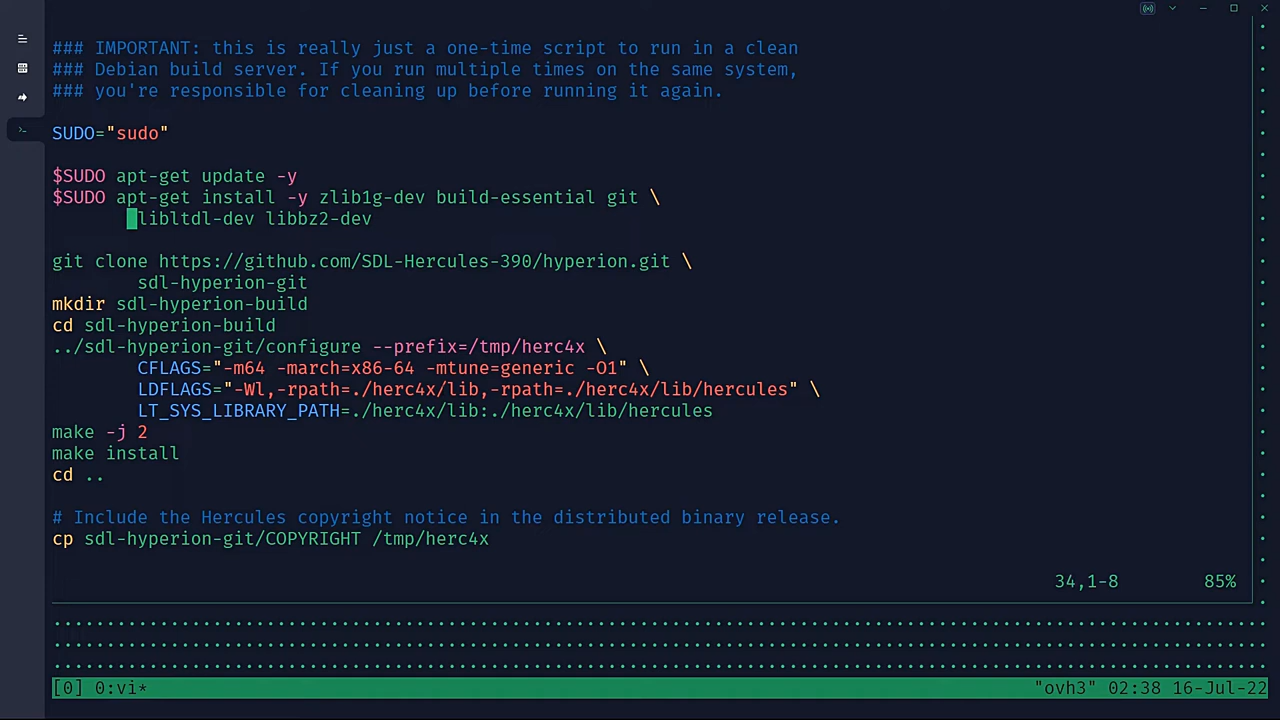 ### IMPORTANT: this is really just a one-time script to run in a clean
### Debian build server. If you run multiple times on the same system,
### you're responsible for cleaning up before running it again.
SUDO="sudo"
$SUDO apt-get update -y
$SUDO apt-get install -y zlib1g-dev build-essential git \
libltdl-dev libbz2-dev
git clone https://github.com/SDL-Hercules-390/hyperion.git \
sdl-hyperion-git
mkdir sdl-hyperion-build
cd sdl-hyperion-build
../sdl-hyperion-git/configure --prefix=/tmp/herc4x \
CFLAGS="-m64 -march=x86-64 -mtune=generic -O1" \
LDFLAGS="-Wl,-rpath=./herc4x/lib,-rpath=./herc4x/lib/hercules" \
LT_SYS_LIBRARY_PATH=./herc4x/lib:./herc4x/lib/hercules
make -j 2
make install
cd ..
# Include the Hercules copyright notice in the distributed binary release.
cp sdl-hyperion-git/COPYRIGHT /tmp/herc4x
34,1-8 85%
[0] 0:vi* "ovh3" 02:38 16-Jul-22